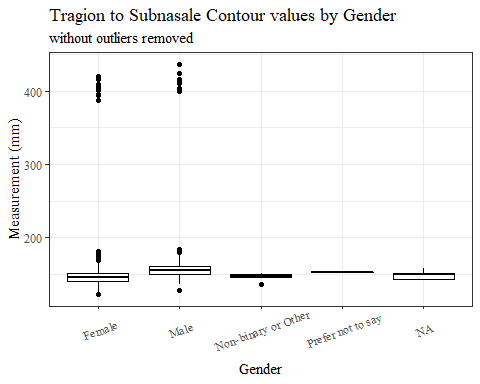 Tragion to Subnasale Contour values by Gender
without outliers removed
Measurement (mm)
400
300
200
Female
Male
Non-binary or Other
Prefer not to say
NA
Gender